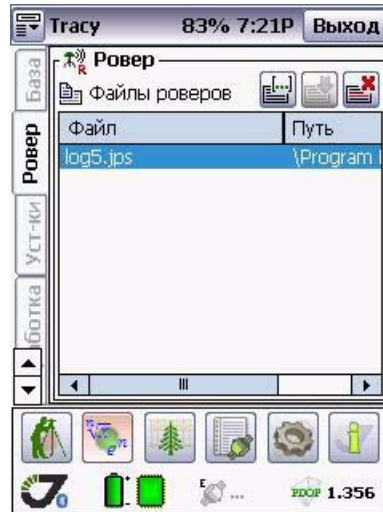 Tracy 83% 7:21P Выход
База
Ровер
Уст-ки
Ровер
Файлы роверов
Файл Путь
log5.jps \Program
PDOP 1.356